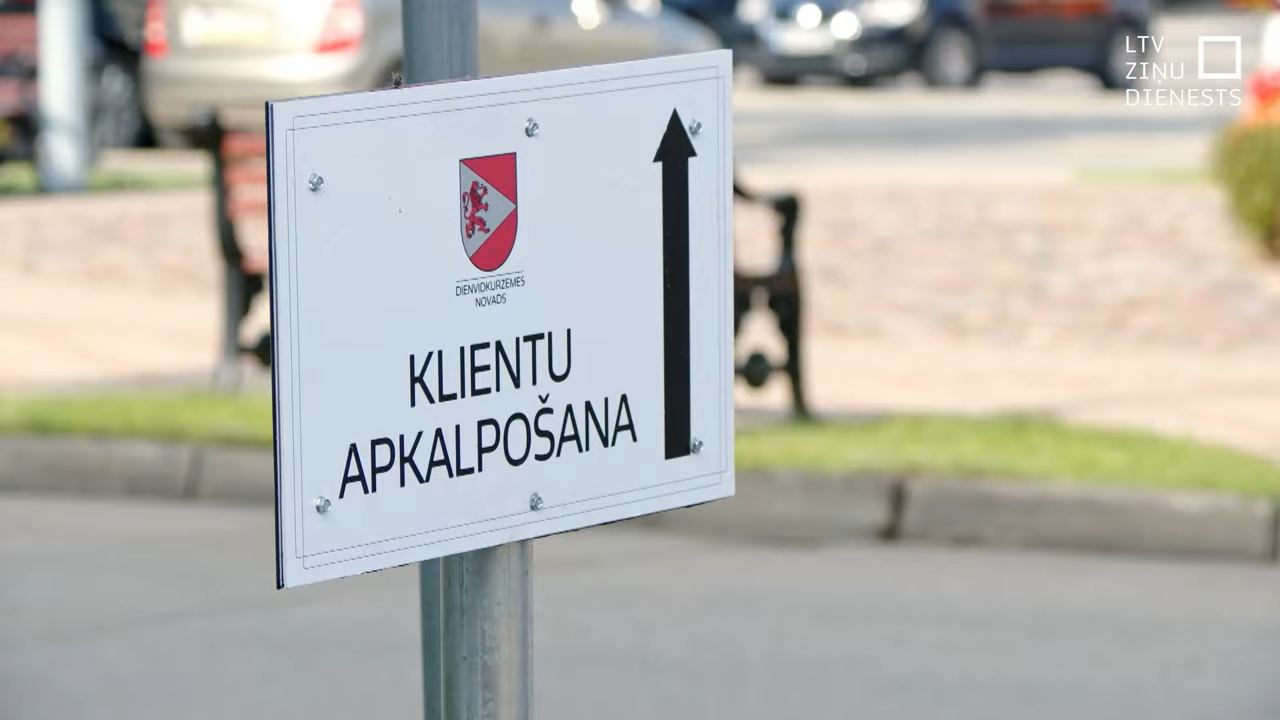 DIENVIDKURZEMES
NOVADS
KLIENTU
APKALPOŠANA
LTV
ZIŅU
DIENESTS